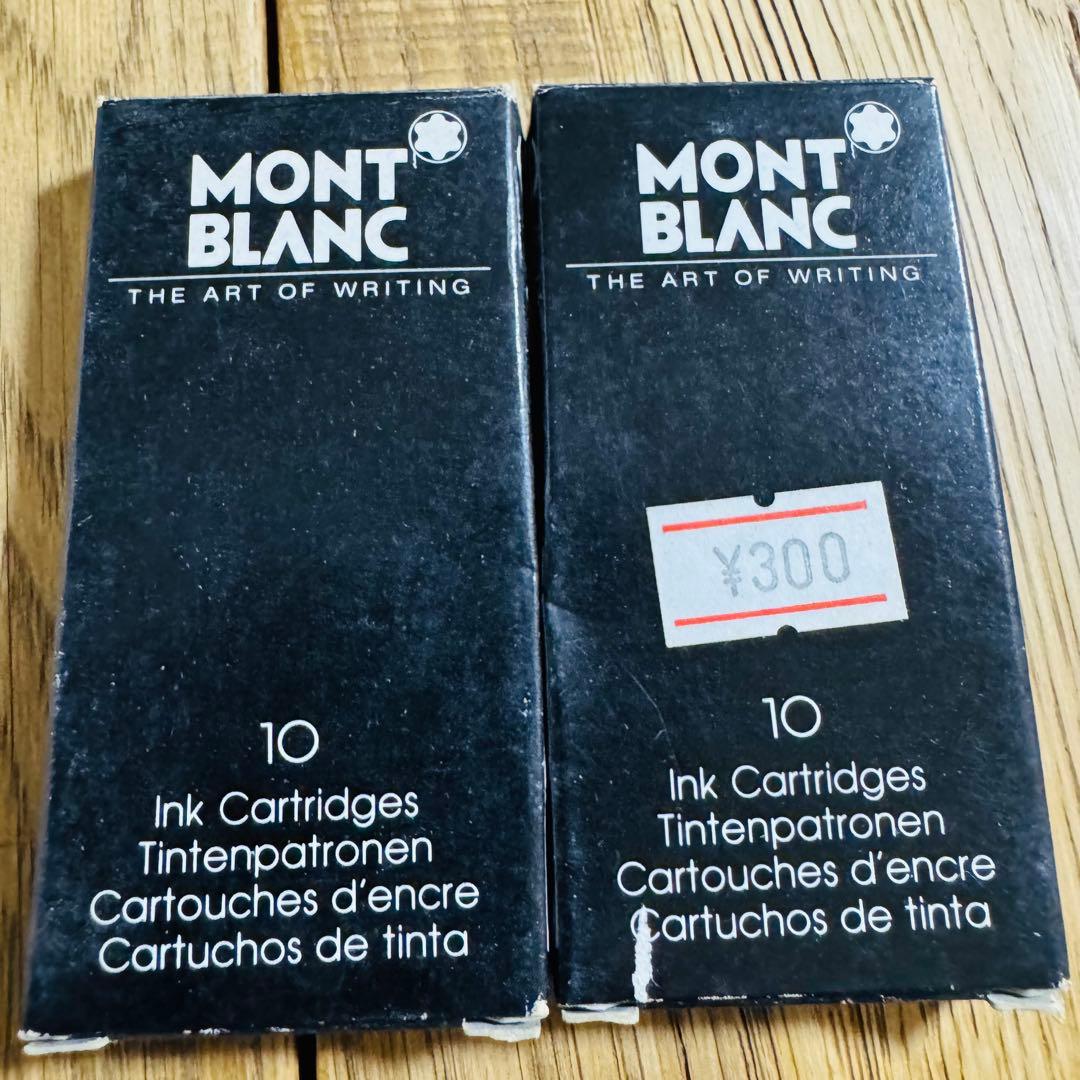 MONT
BLANC
THE ART OF WRITING
10
Ink Cartridges
Tintenpatronen
Cartouches d'encre
Cartuchos de tinta
MONT
BLANC
THE ART OF WRITING
¥300
10
Ink Cartridges
Tintenpatronen
Cartouches d'encre
Cartuchos de tinta